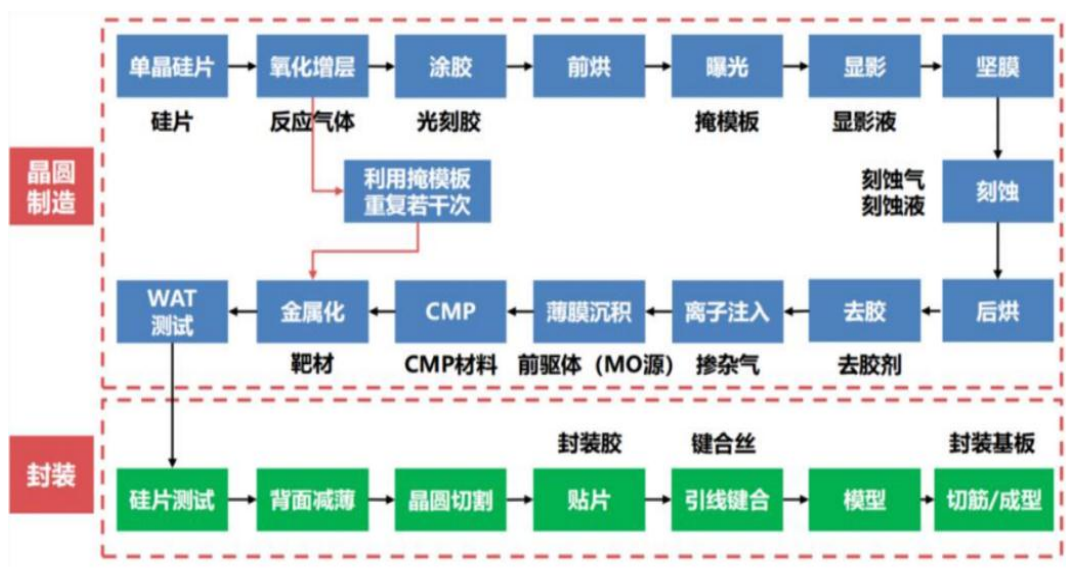 单晶硅片
氧化增层
涂胶
前烘
曝光
显影
坚膜
硅片
反应气体
光刻胶
掩模板
显影液
晶圆
制造
利用掩模板
重复若干次
刻蚀气
刻蚀液
刻蚀
WAT
测试
金属化
CMP
薄膜沉积
离子注入
去胶
后烘
靶材
CMP材料
前驱体（MO源）
掺杂气
去胶剂
封装
封装胶
键合丝
封装基板
硅片测试
背面减薄
晶圆切割
贴片
引线键合
模型
切筋/成型